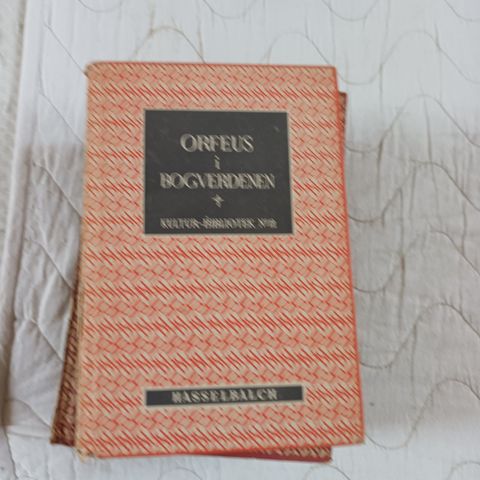 ORFEUS
i
BOGVERDENEN
KULTUR-BIBLIOTEK N
HASSELBALCH